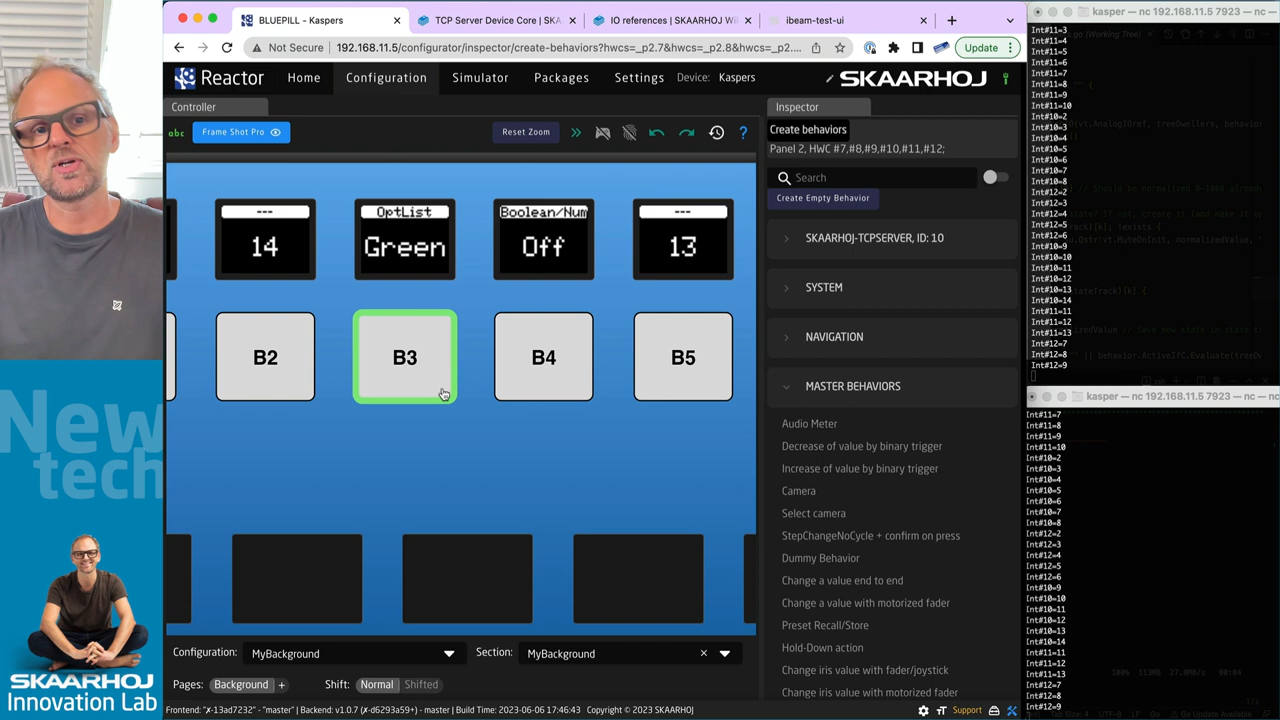 BLUEPILL - Kaspers
TCP Server Device Core | SKA
IO references | SKAARHOJ Wi
ibeam-test-ui
Not Secure
192.168.11.5/configurator/inspector/create-behaviors?hwcs=_p2.7&hwcs=_p2.8&hwcs=_p2....
Update
Reactor
Home
Configuration
Simulator
Packages
Settings
Device:
Kaspers
SKAARHOJ
Controller
Inspector
abc
Frame Shot Pro
Reset Zoom
Create behaviors
Panel 2, HWC #7,#8,#9,#10,#11,#12;
Search
Create Empty Behavior
---
14
OptList
Green
Boolean/Num
Off
---
13
B2
B3
B4
B5
SKAARHOJ-TCPSERVER, ID: 10
SYSTEM
NAVIGATION
MASTER BEHAVIORS
Audio Meter
Decrease of value by binary trigger
Increase of value by binary trigger
Camera
Select camera
StepChangeNoCycle + confirm on press
Dummy Behavior
Change a value end to end
Change a value with motorized fader
Preset Recall/Store
Hold-Down action
Change iris value with fader/joystick
Change iris value with motorized fader
Configuration:
MyBackground
Section:
MyBackground
Pages:
Background
+
Shift:
Normal
Shifted
Frontend: "✗-13ad7232" - "master" | Backend: v1.0.7 (✗-d6293a59+) - master | Build Time: 2023-06-06 17:46:43 Copyright © 2023 SKAARHOJ
Support
New
tech
SKAARHOJ
Innovation Lab
kasper — nc 192.168.11.5 7923 —
Int#11=3
Int#11=4
Int#11=5
Int#11=6
Int#11=7
Int#11=8
Int#11=9
Int#11=10
Int#10=2
Int#10=3
Int#10=4
Int#10=5
Int#10=6
Int#10=7
Int#10=8
Int#12=2
Int#12=3
Int#12=4
Int#12=5
Int#12=6
Int#10=9
Int#10=10
Int#10=11
Int#10=12
Int#10=13
Int#10=14
Int#11=11
Int#11=12
Int#11=13
Int#12=7
Int#12=8
Int#12=9
kasper — nc 192.168.11.5 7923 —
Int#11=7
Int#11=8
Int#11=9
Int#11=10
Int#10=2
Int#10=3
Int#10=4
Int#10=5
Int#10=6
Int#10=7
Int#10=8
Int#12=2
Int#12=3
Int#12=4
Int#12=5
Int#12=6
Int#10=9
Int#10=10
Int#10=11
Int#10=12
Int#10=13
Int#10=14
Int#11=11
Int#11=12
Int#11=13
Int#12=7
Int#12=8
Int#12=9